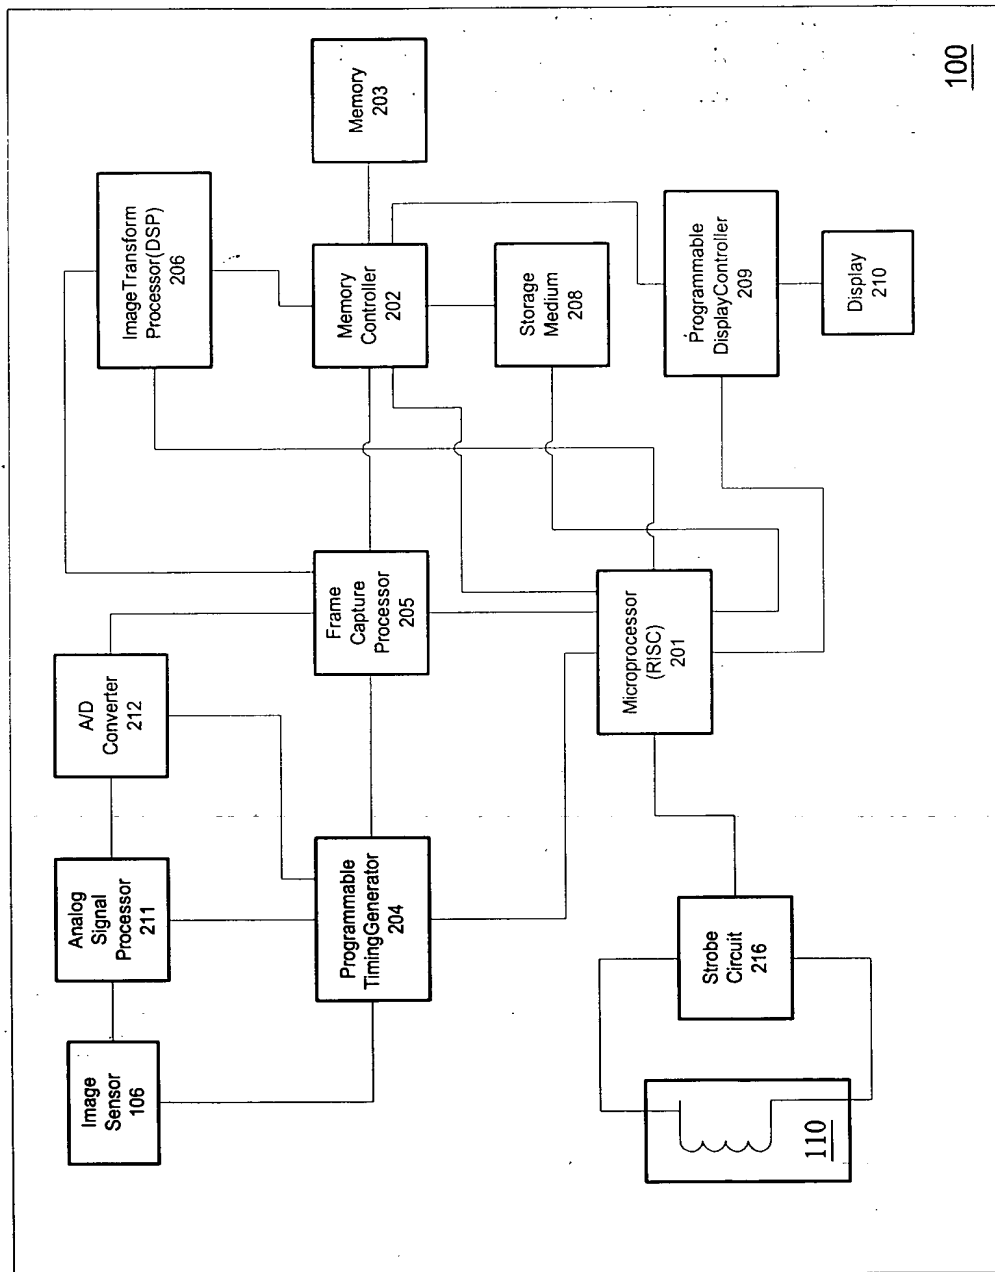 Image
Sensor
106
Analog
Signal
Processor
211
A/D
Converter
212
ImageTransform
Processor(DSP)
206
Programmable
TimingGenerator
204
Frame
Capture
Processor
205
Memory
Controller
202
Memory
203
Storage
Medium
208
110
Strobe
Circuit
216
Microprocessor
(RISC)
201
Programmable
DisplayController
209
Display
210
100